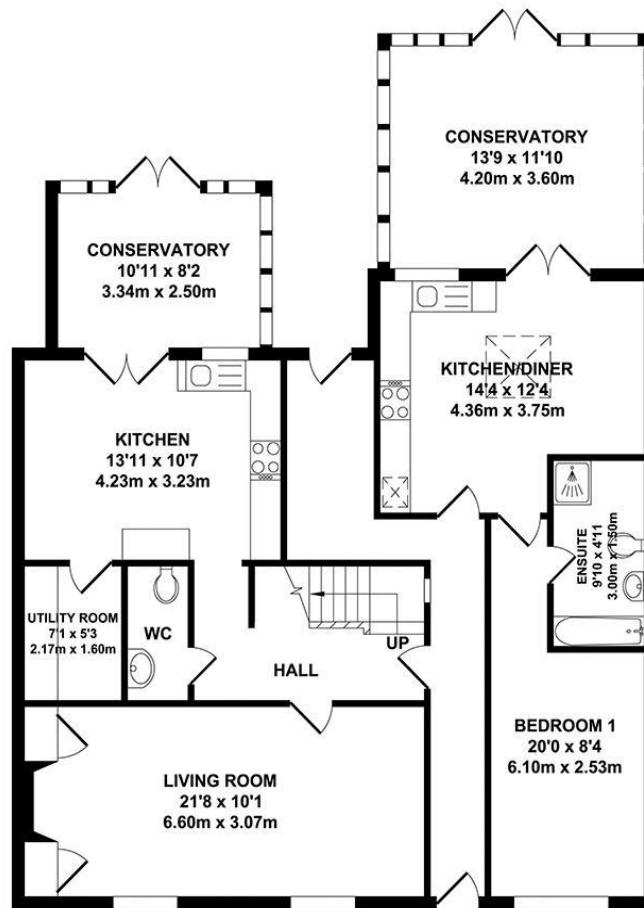 CONSERVATORY
13'9 x 11'10
4.20m x 3.60m
CONSERVATORY
10'11 x 8'2
3.34m x 2.50m
KITCHEN/DINER
14'4 x 12'4
4.36m x 3.75m
KITCHEN
13'11 x 10'7
4.23m x 3.23m
ENSUITE
9'10 x 4'11
3.00m x 1.50m
UTILITY ROOM
7'1 x 5'3
2.17m x 1.60m
WC
UP
HALL
BEDROOM 1
20'0 x 8'4
6.10m x 2.53m
LIVING ROOM
21'8 x 10'1
6.60m x 3.07m